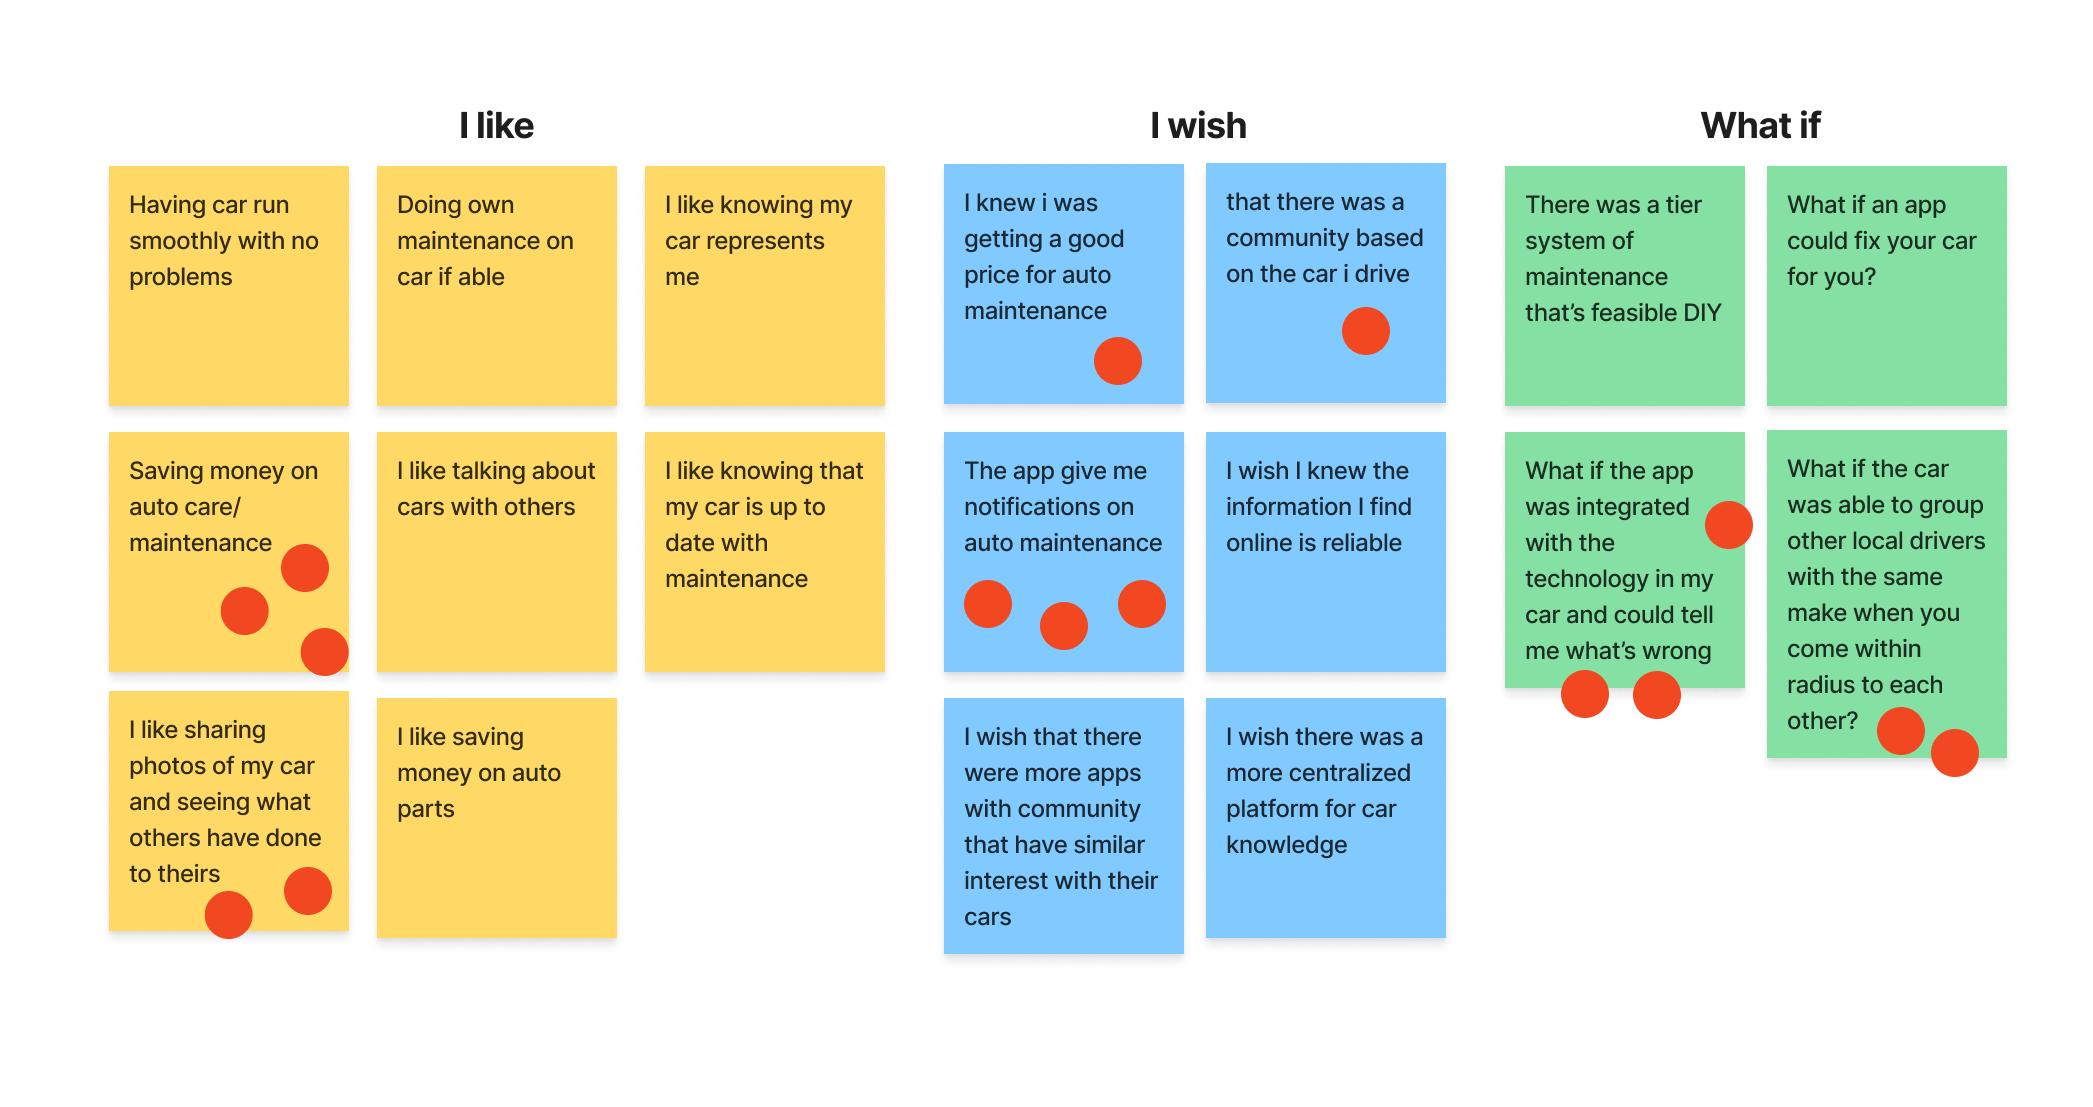 I like
Having car run
smoothly with no
problems
Doing own
maintenance on
car if able
I like knowing my
car represents
me
Saving money on
auto care/
maintenance
I like talking about
cars with others
I like knowing that
my car is up to
date with
maintenance
I like sharing
photos of my car
and seeing what
others have done
to theirs
I like saving
money on auto
parts
I wish
I knew i was
getting a good
price for auto
maintenance
that there was a
community based
on the car i drive
The app give me
notifications on
auto maintenance
I wish I knew the
information I find
online is reliable
I wish that there
were more apps
with community
that have similar
interest with their
cars
I wish there was a
more centralized
platform for car
knowledge
What if
There was a tier
system of
maintenance
that’s feasible DIY
What if an app
could fix your car
for you?
What if the app
was integrated
with the
technology in my
car and could tell
me what’s wrong
What if the car
was able to group
other local drivers
with the same
make when you
come within
radius to each
other?